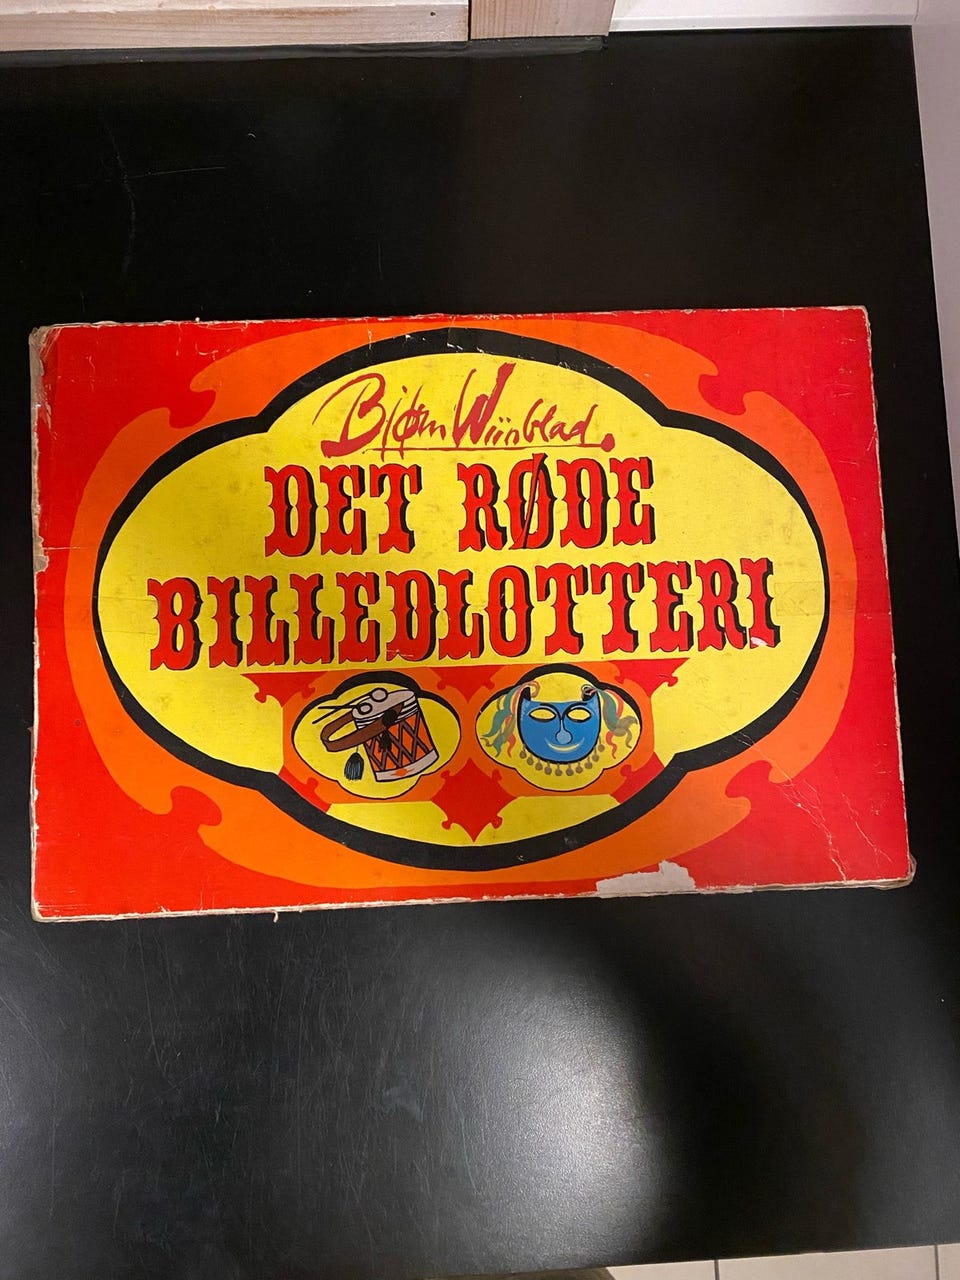 Bjørn Wiinblad.
DET RØDE
BILLEDLOTTERI